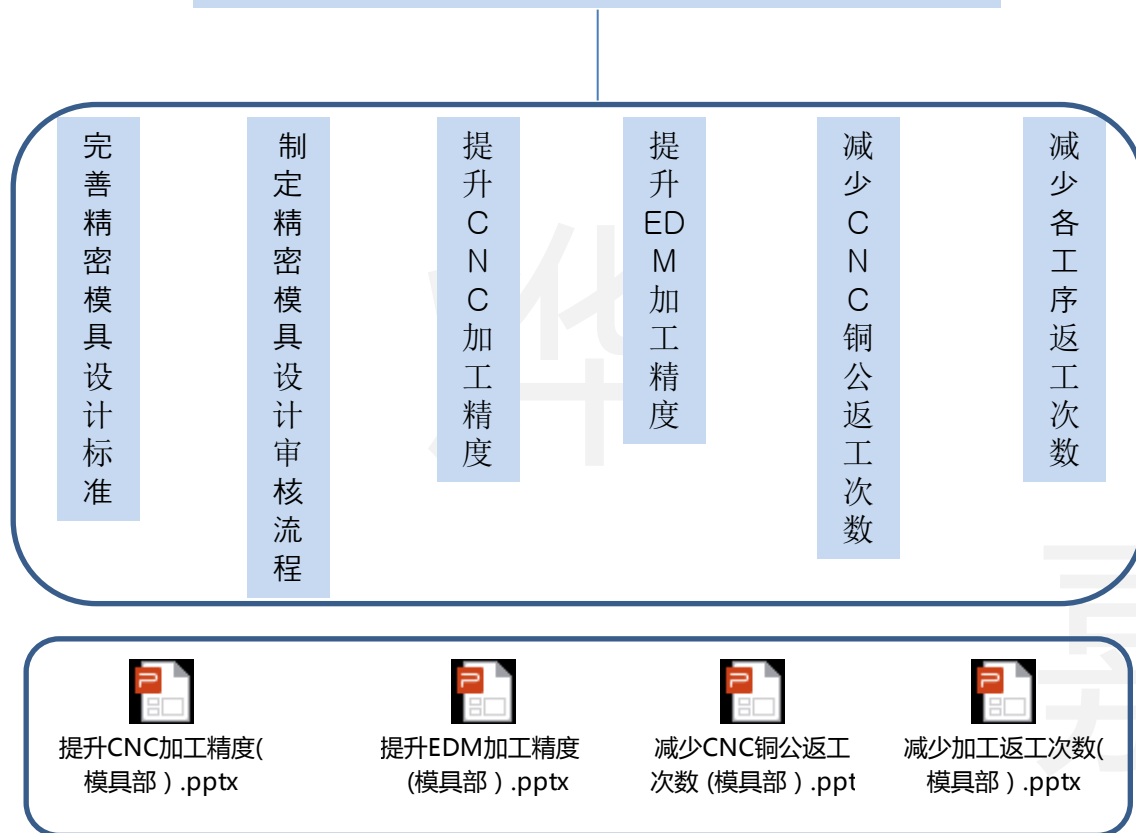 完善精密模具设计标准
制定精密模具设计审核流程
提升CNC加工精度
提升EDM加工精度
减少CNC铜公返工次数
减少各工序返工次数
提升CNC加工精度(
模具部）.pptx
提升EDM加工精度
(模具部）.pptx
减少CNC铜公返工
次数 (模具部）.ppt
减少加工返工次数(
模具部）.pptx